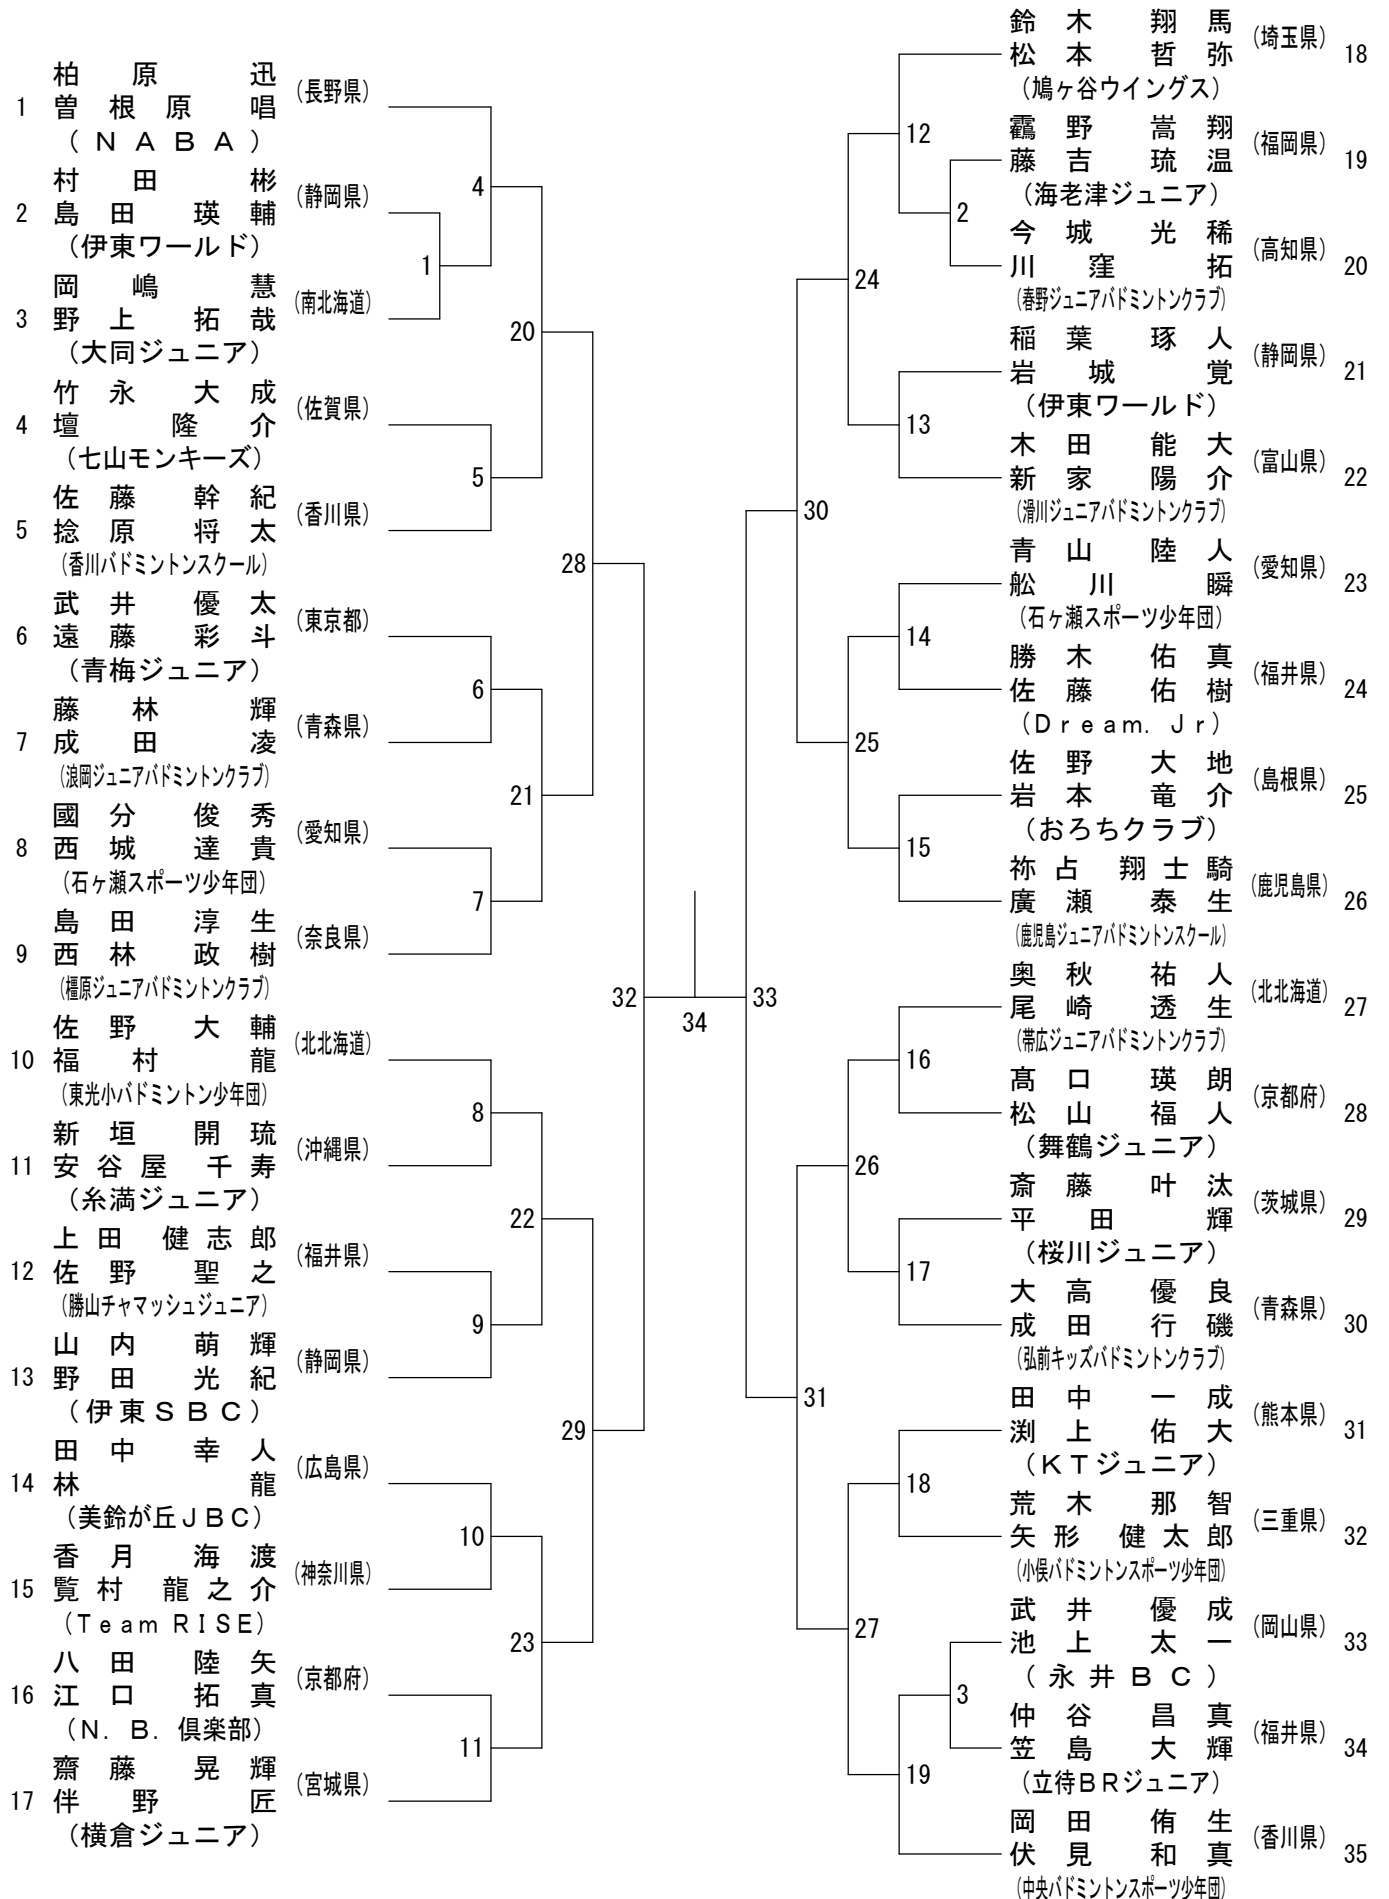 柏原 迅
(長野県)
1 曽根原 唱
(NABA)
村田 彬
(静岡県)
2 島田 瑛輔
(伊東ワールド)
岡嶋 慧
(南北海道)
3 野上 拓哉
(大同ジュニア)
竹永 大成
(佐賀県)
4 壇 隆介
(七山モンキーズ)
佐藤 幹紀
(香川県)
5 捻原 将太
(香川バドミントンスクール)
武井 優太
(東京都)
6 遠藤 彩斗
(青梅ジュニア)
藤林 輝
(青森県)
7 成田 凌
(浪岡ジュニアバドミントンクラブ)
國分 俊秀
(愛知県)
8 西城 達貴
(石ヶ瀬スポーツ少年団)
島田 淳生
(奈良県)
9 西林 政樹
(橿原ジュニアバドミントンクラブ)
佐野 大輔
(北北海道)
10 福村 龍
(東光小バドミントン少年団)
新垣 開琉
(沖縄県)
11 安谷屋 千寿
(糸満ジュニア)
上田 健志郎
(福井県)
12 佐野 聖之
(勝山チャマッシュジュニア)
山内 萌輝
(静岡県)
13 野田 光紀
(伊東SBC)
田中 幸人
(広島県)
14 林 龍
(美鈴が丘JBC)
香月 海渡
(神奈川県)
15 覧村 龍之介
(Team RISE)
八田 陸矢
(京都府)
16 江口 拓真
(N. B. 倶楽部)
齋藤 晃輝
(宮城県)
17 伴野 匠
(横倉ジュニア)
1
4
5
6
7
8
9
10
11
20
21
22
23
28
29
32
34
33
30
31
24
25
26
27
12
2
13
14
15
16
17
18
3
19
鈴木 翔馬
(埼玉県)
松本 哲弥 18
(鳩ヶ谷ウイングス)
靍野 嵩翔
(福岡県)
藤吉 琉温 19
(海老津ジュニア)
今城 光稀
(高知県)
川窪 拓 20
(春野ジュニアバドミントンクラブ)
稲葉 琢人
(静岡県)
岩城 覚 21
(伊東ワールド)
木田 能大
(富山県)
新家 陽介 22
(滑川ジュニアバドミントンクラブ)
青山 陸人
(愛知県)
舩川 瞬 23
(石ヶ瀬スポーツ少年団)
勝木 佑真
(福井県)
佐藤 佑樹 24
(Dream. Jr)
佐野 大地
(島根県)
岩本 竜介 25
(おろちクラブ)
祢占 翔士騎
(鹿児島県)
廣瀬 泰生 26
(鹿児島ジュニアバドミントンスクール)
奥秋 祐人
(北北海道)
尾崎 透生 27
(帯広ジュニアバドミントンクラブ)
髙口 瑛朗
(京都府)
松山 福人 28
(舞鶴ジュニア)
斎藤 叶汰
(茨城県)
平田 輝 29
(桜川ジュニア)
大高 優良
(青森県)
成田 行磯 30
(弘前キッズバドミントンクラブ)
田中 一成
(熊本県)
渕上 佑大 31
(KTジュニア)
荒木 那智
(三重県)
矢形 健太郎 32
(小俣バドミントンスポーツ少年団)
武井 優成
(岡山県)
池上 太一 33
(永井BC)
仲谷 昌真
(福井県)
笠島 大輝 34
(立待BRジュニア)
岡田 侑生
(香川県)
伏見 和真 35
(中央バドミントンスポーツ少年団)